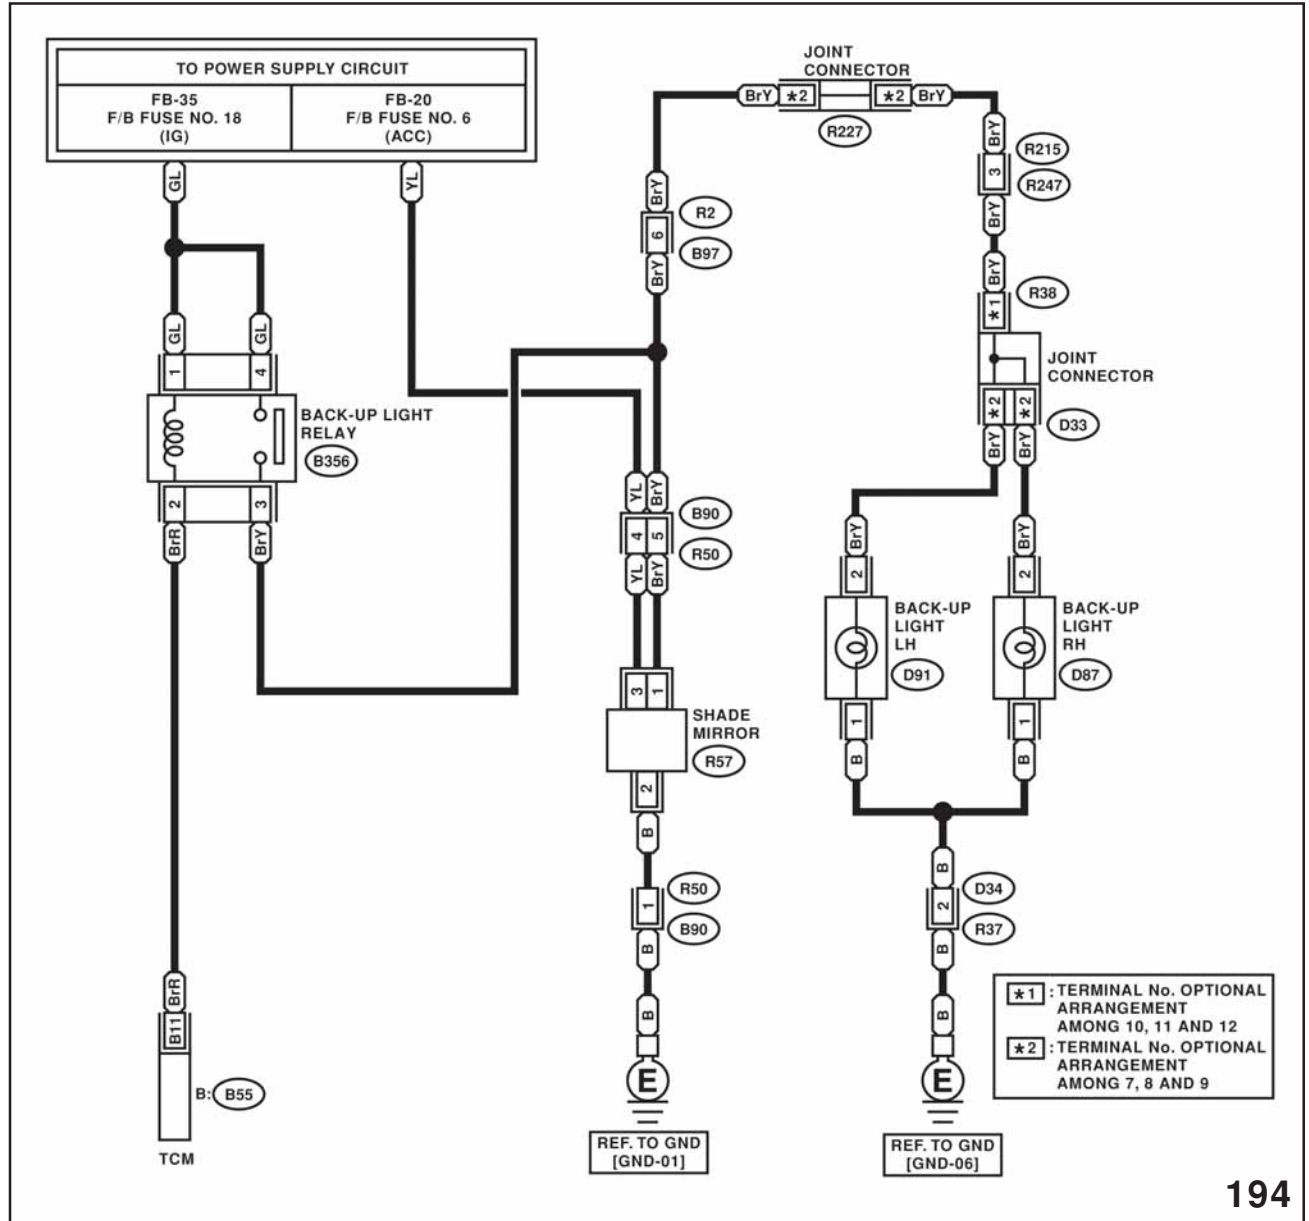 TO POWER SUPPLY CIRCUIT
FB-35
F/B FUSE NO. 18
(IG)
FB-20
F/B FUSE NO. 6
(ACC)
GL
YL
GL
GL
1
4
BACK-UP LIGHT
RELAY
B356
2
3
BrR
BrY
BrR
B11
B: B55
TCM
JOINT
CONNECTOR
BrY
*2
*2
BrY
R227
BrY
R2
6
B97
BrY
BrY
R215
3
R247
BrY
BrY
R38
*1
JOINT
CONNECTOR
*2
*2
D33
BrY
BrY
YL
BrY
B90
4
5
R50
YL
BrY
3
1
SHADE
MIRROR
R57
2
B
R50
1
B90
B
B
E
REF. TO GND
[GND-01]
BrY
BrY
2
2
BACK-UP
LIGHT
LH
D91
BACK-UP
LIGHT
RH
D87
1
1
B
B
B
D34
2
R37
B
B
E
REF. TO GND
[GND-06]
*1 : TERMINAL No. OPTIONAL
ARRANGEMENT
AMONG 10, 11 AND 12
*2 : TERMINAL No. OPTIONAL
ARRANGEMENT
AMONG 7, 8 AND 9
194